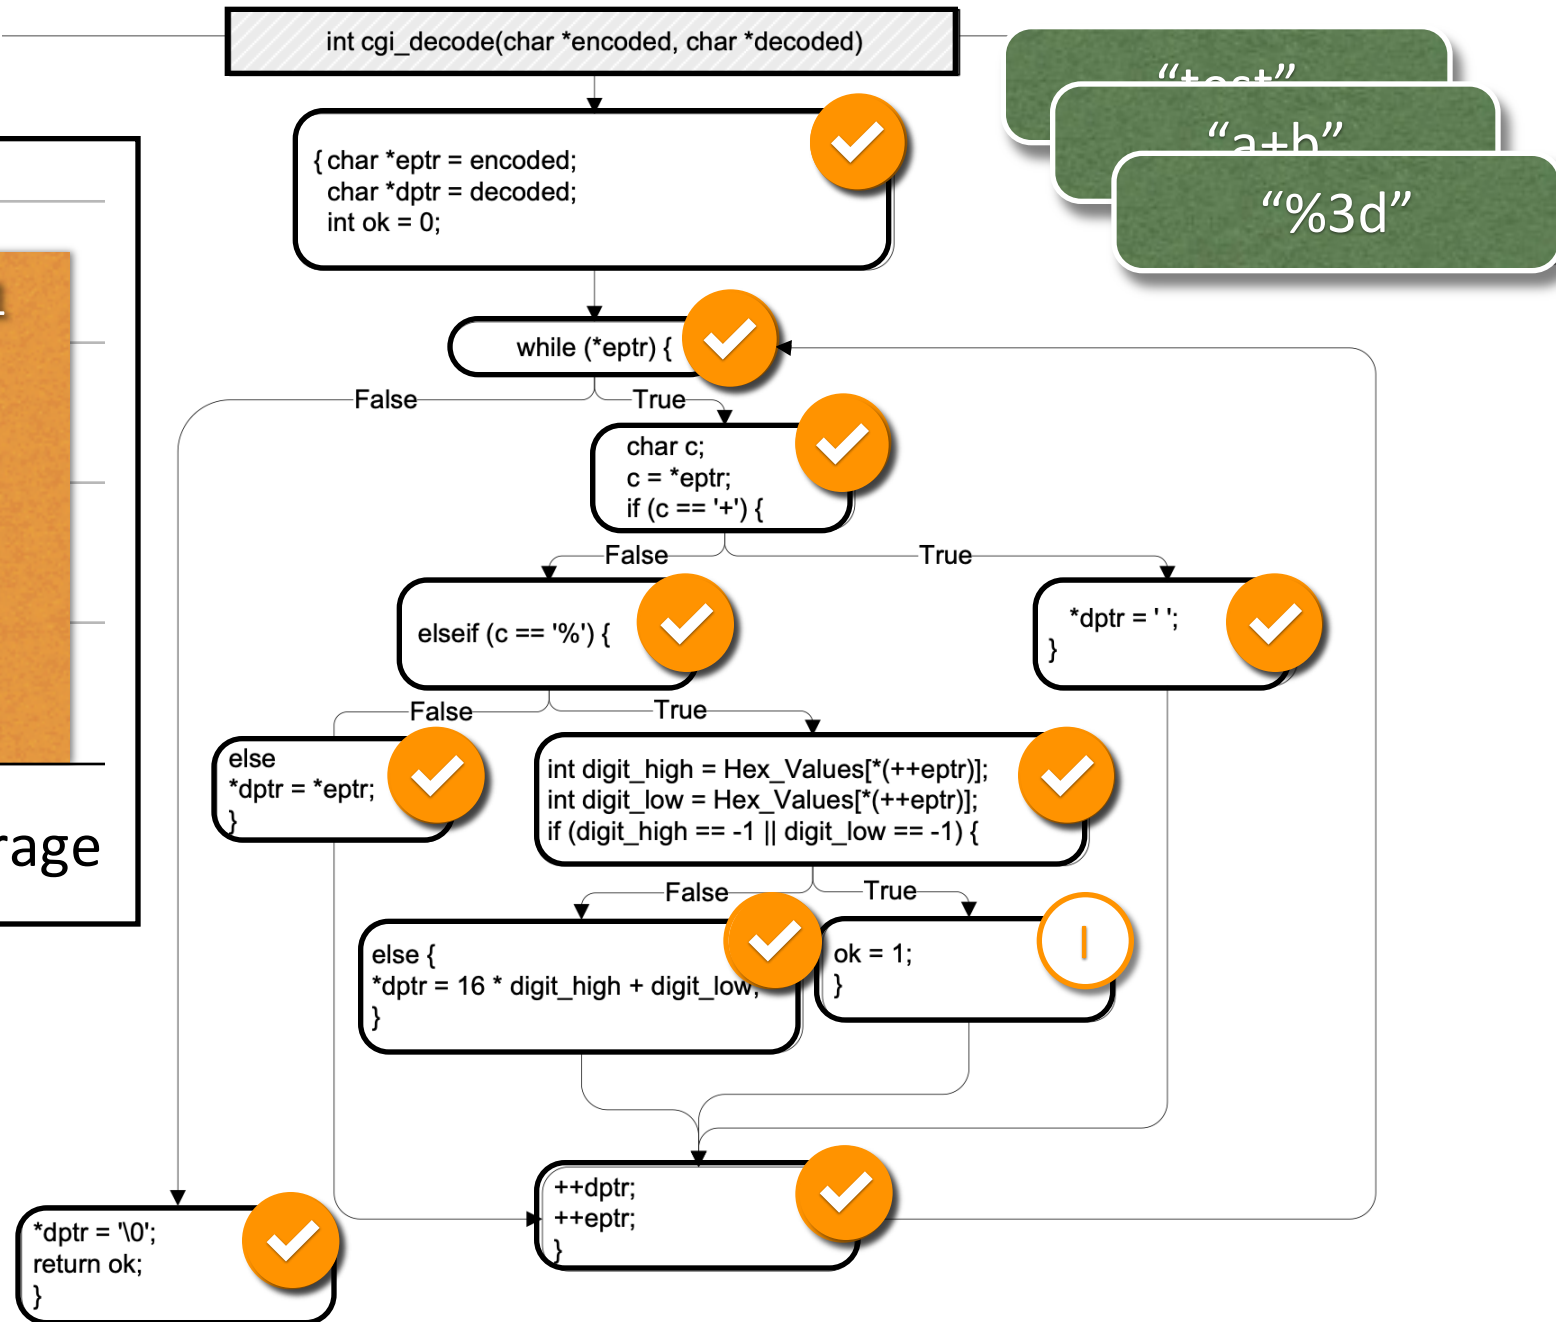 int cgi_decode(char *encoded, char *decoded)
“test”
“a+b”
“%3d”
{ char *eptr = encoded;
char *dptr = decoded;
int ok = 0;
while (*eptr) {
False
True
char c;
c = *eptr;
if (c == '+') {
False
True
elseif (c == '%') {
*dptr = ' ';
}
False
True
else
*dptr = *eptr;
}
int digit_high = Hex_Values[*(++eptr)];
int digit_low = Hex_Values[*(++eptr)];
if (digit_high == -1 || digit_low == -1) {
rage
False
True
else {
*dptr = 16 * digit_high + digit_low;
}
ok = 1;
}
++dptr;
++eptr;
}
*dptr = '\0';
return ok;
}